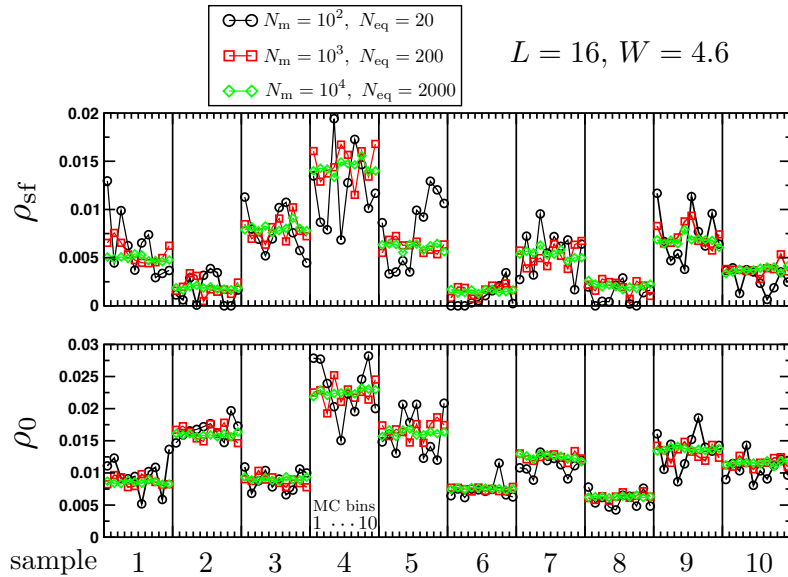 N_m = 10^2, N_eq = 20
N_m = 10^3, N_eq = 200
N_m = 10^4, N_eq = 2000
L = 16, W = 4.6
0.02
0.015
0.01
0.005
0
ρ_sf
0.03
0.025
0.02
0.015
0.01
0.005
0
ρ_0
MC bins
1 ··· 10
sample 1 2 3 4 5 6 7 8 9 10